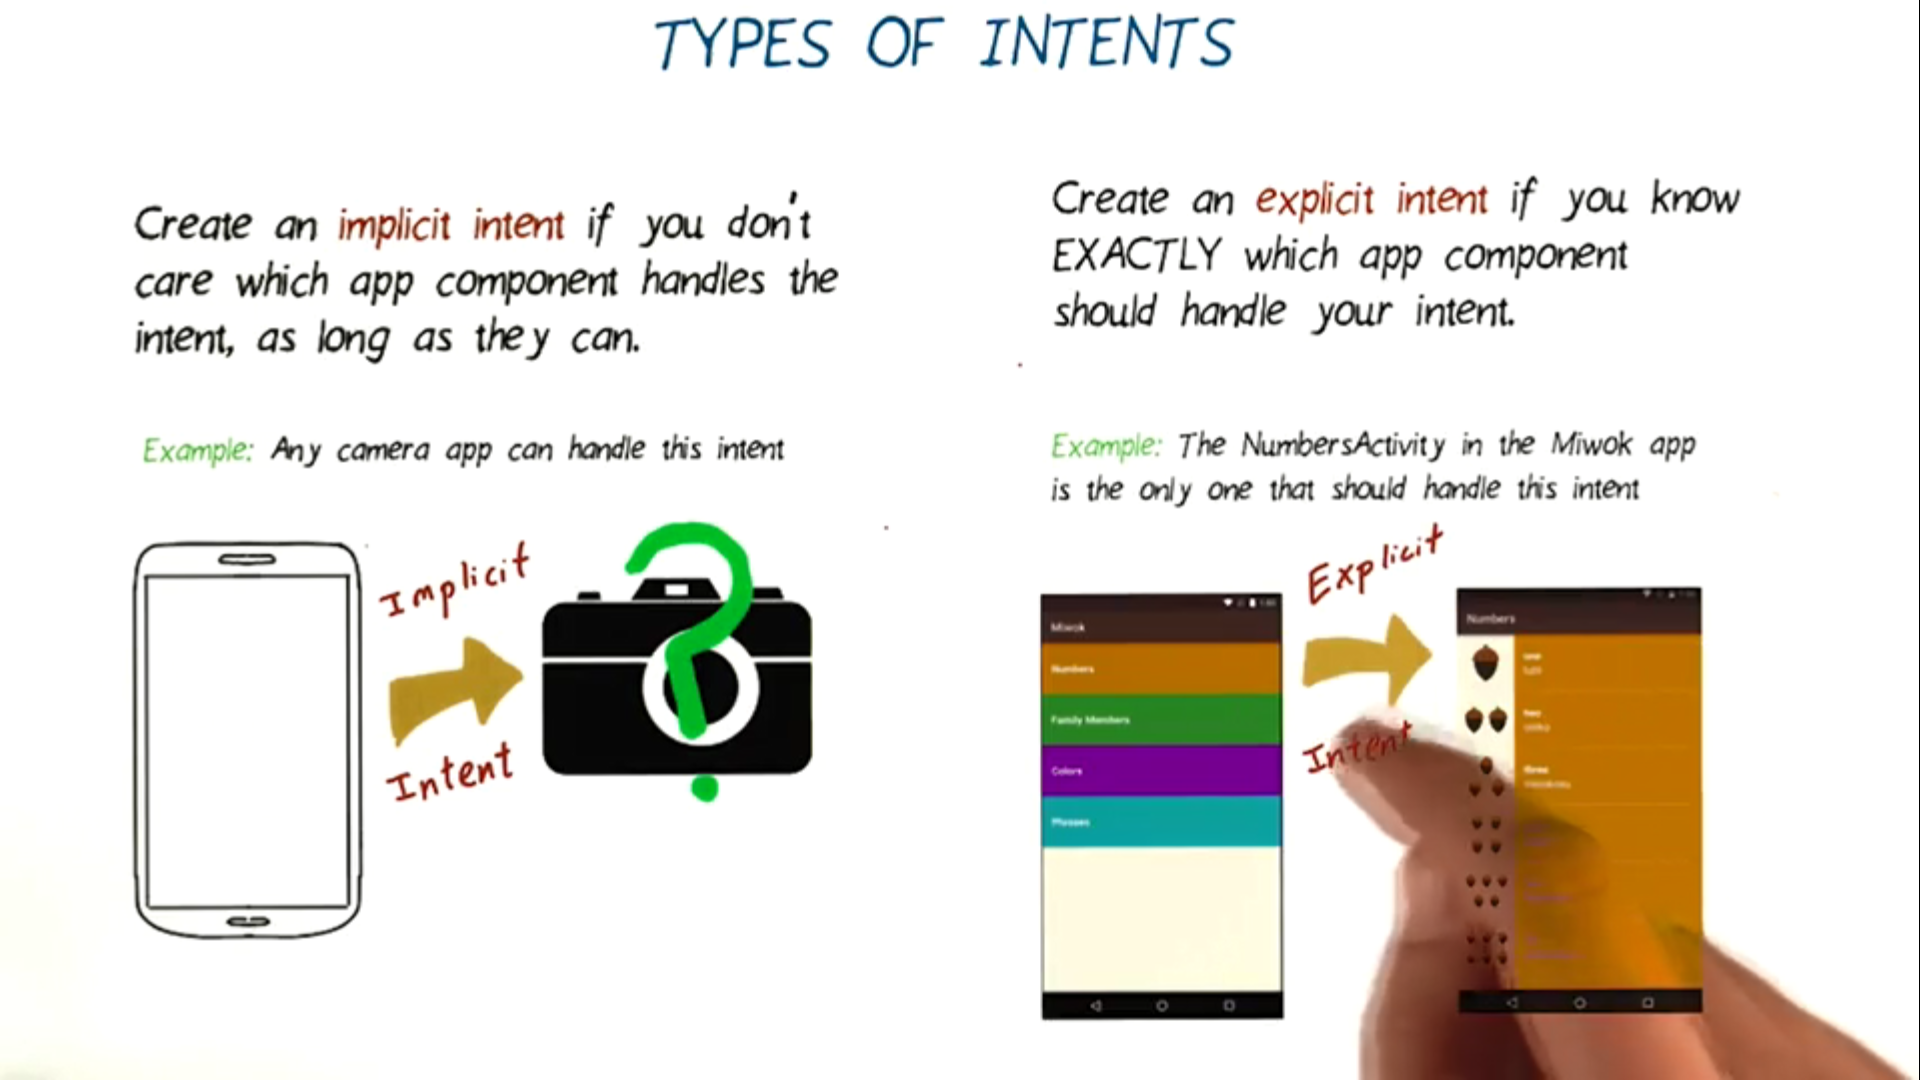 TYPES OF INTENTS
Create an implicit intent if you don't
care which app component handles the
intent, as long as they can.
Example: Any camera app can handle this intent
Implicit
Intent
Create an explicit intent if you know
EXACTLY which app component
should handle your intent.
Example: The NumbersActivity in the Miwok app
is the only one that should handle this intent
Explicit
Intent
Miwok
Numbers
Family Members
Colors
Phrases
Numbers
one
two
three